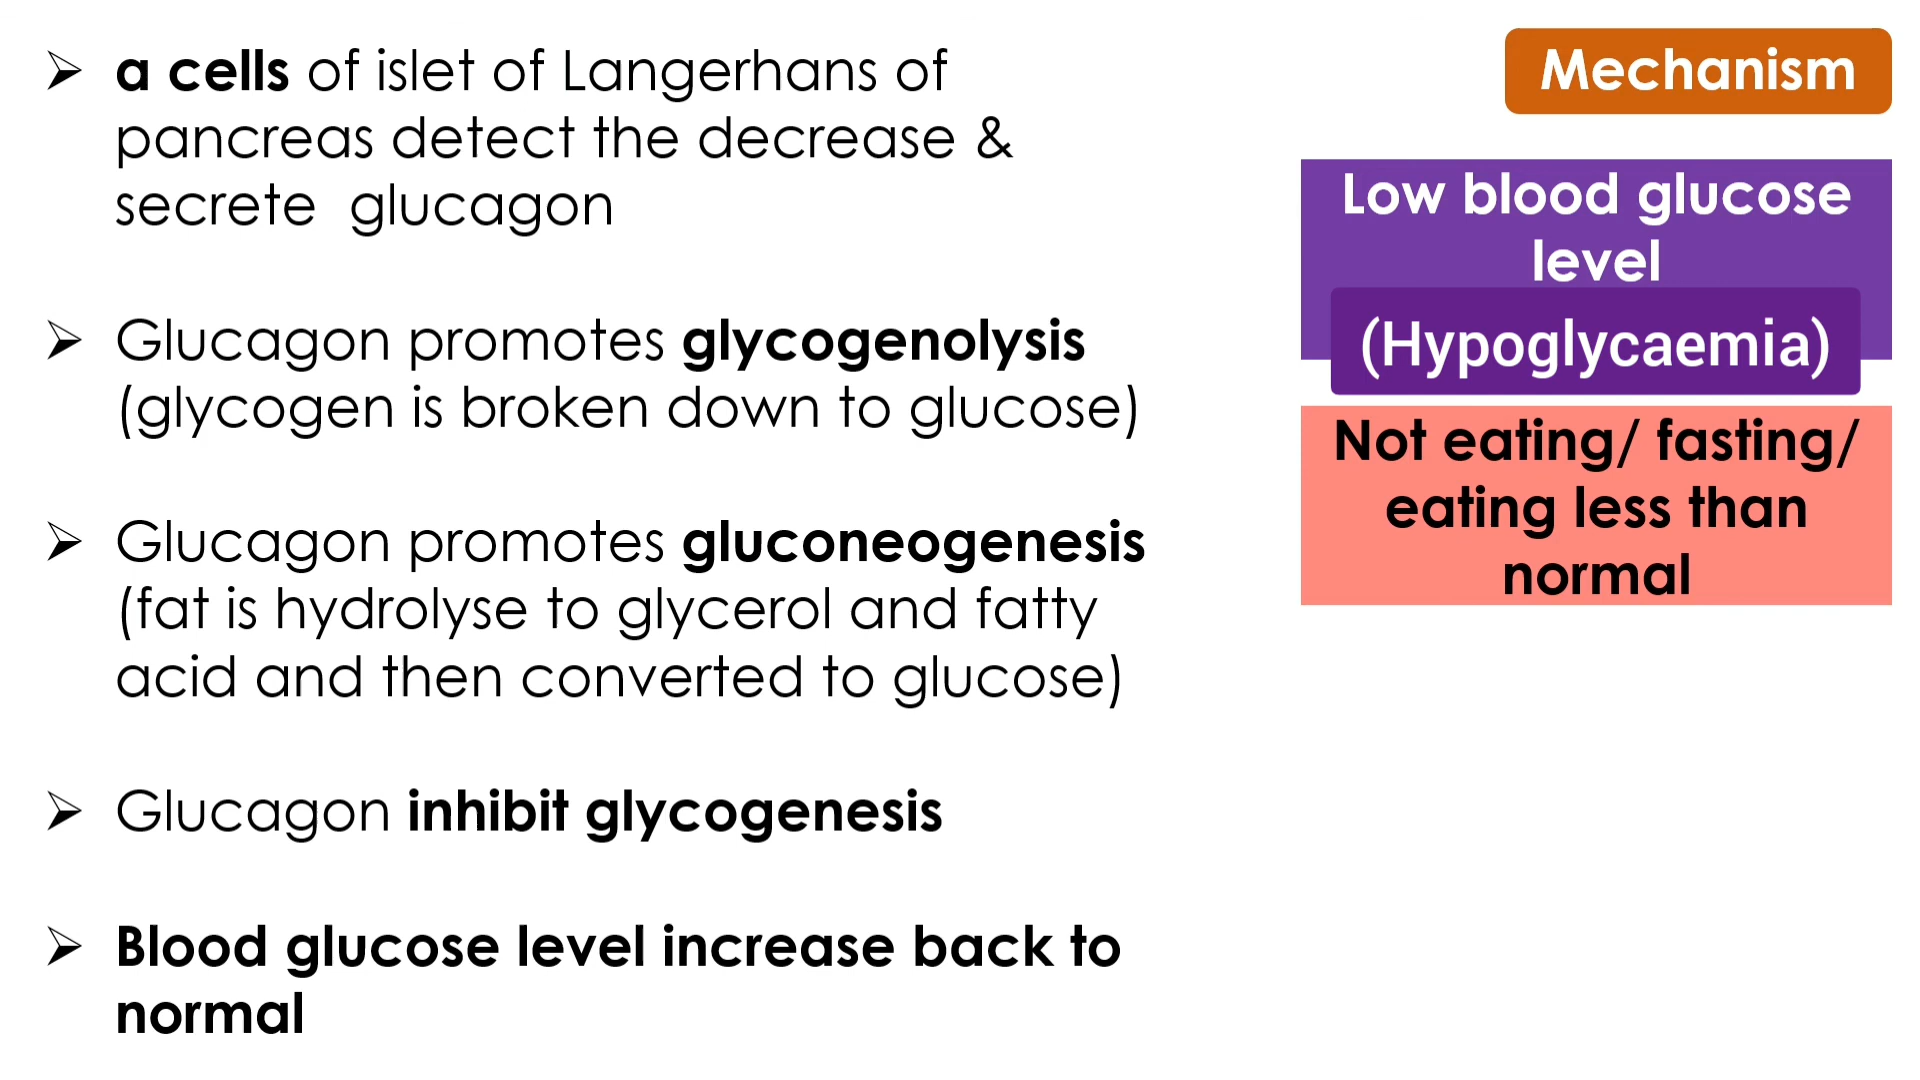 ➢ a cells of islet of Langerhans of
pancreas detect the decrease &
secrete  glucagon
➢ Glucagon promotes glycogenolysis
(glycogen is broken down to glucose)
➢ Glucagon promotes gluconeogenesis
(fat is hydrolyse to glycerol and fatty
acid and then converted to glucose)
➢ Glucagon inhibit glycogenesis
➢ Blood glucose level increase back to
normal
Mechanism
Low blood glucose
level
(Hypoglycaemia)
Not eating/ fasting/
eating less than
normal